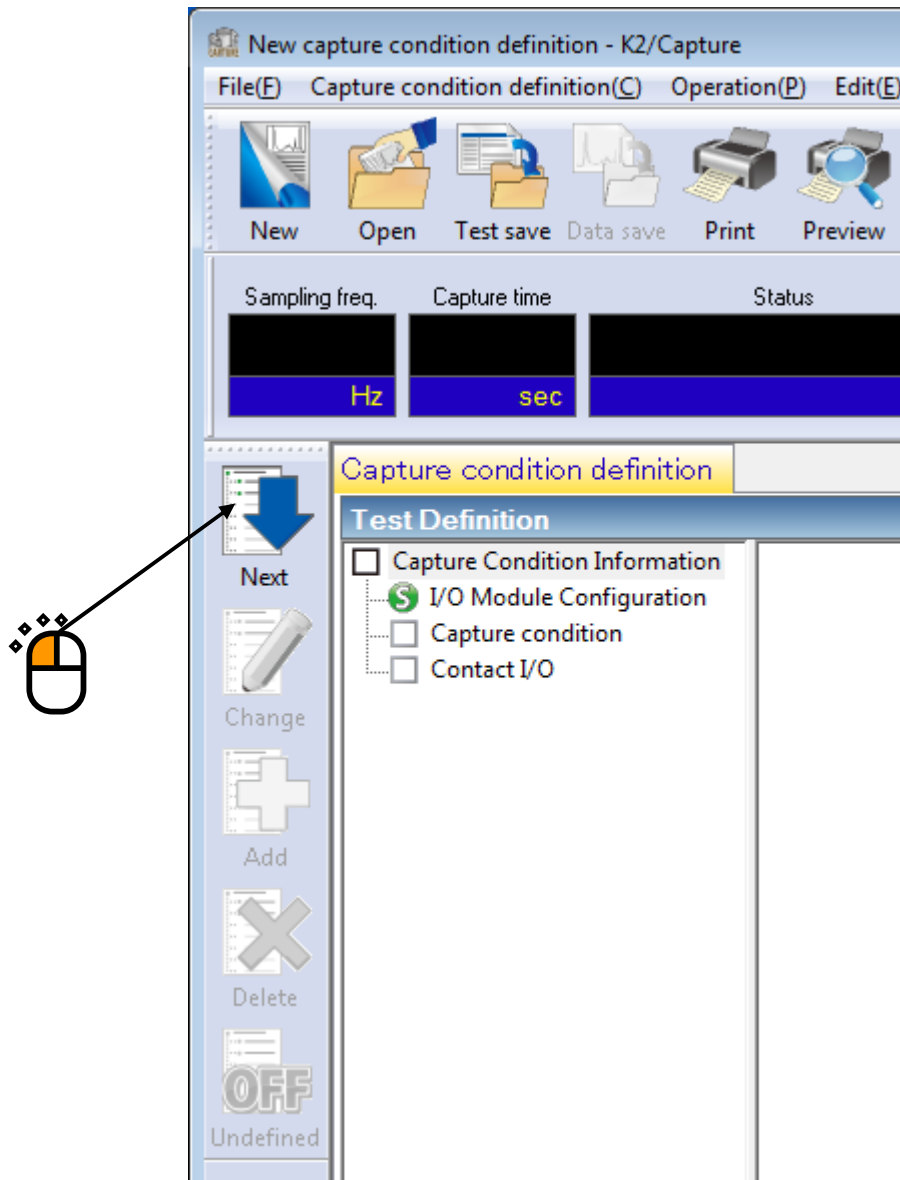 New capture condition definition - K2/Capture
File(F) Capture condition definition(C) Operation(P) Edit(E)
New Open Test save Data save Print Preview
Sampling freq. Capture time Status
Hz sec
Capture condition definition
Test Definition
Capture Condition Information
I/O Module Configuration
Capture condition
Contact I/O
Next
Change
Add
Delete
OFF
Undefined